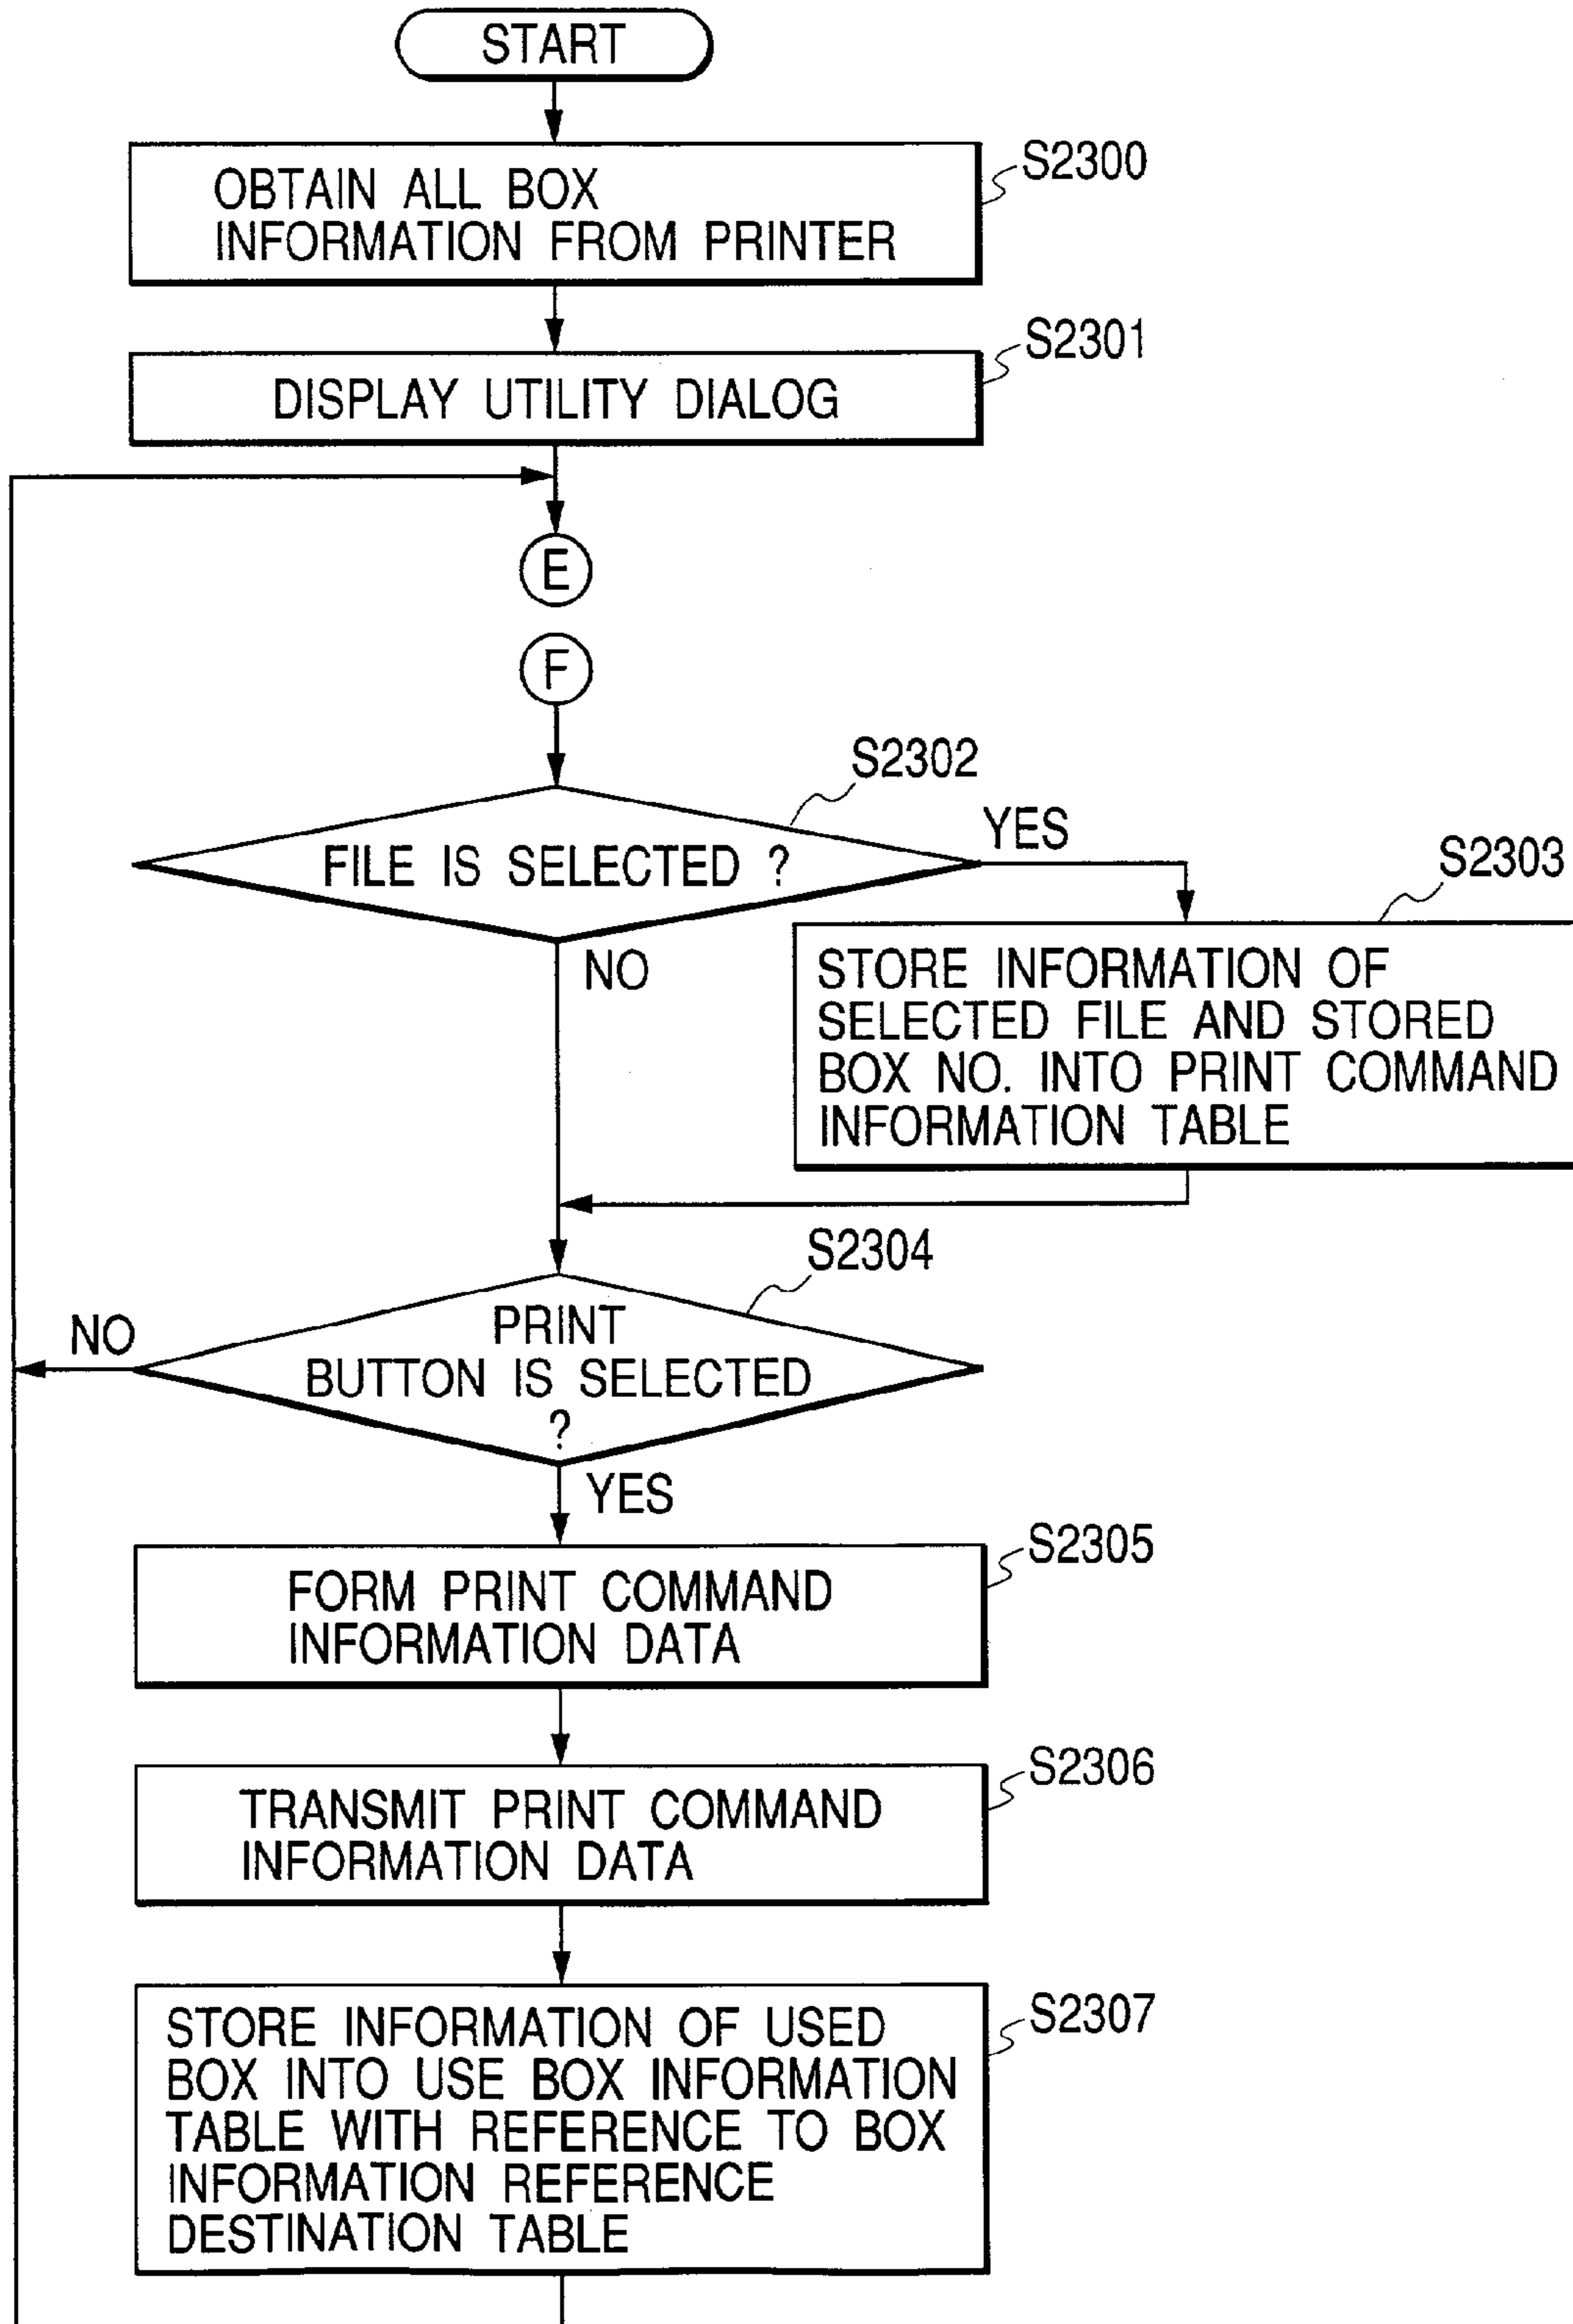 START
OBTAIN ALL BOX
INFORMATION FROM PRINTER
S2300
DISPLAY UTILITY DIALOG
S2301
E
F
S2302
FILE IS SELECTED ?
YES
NO
S2303
STORE INFORMATION OF
SELECTED FILE AND STORED
BOX NO. INTO PRINT COMMAND
INFORMATION TABLE
S2304
PRINT
BUTTON IS SELECTED
?
NO
YES
S2305
FORM PRINT COMMAND
INFORMATION DATA
S2306
TRANSMIT PRINT COMMAND
INFORMATION DATA
S2307
STORE INFORMATION OF USED
BOX INTO USE BOX INFORMATION
TABLE WITH REFERENCE TO BOX
INFORMATION REFERENCE
DESTINATION TABLE